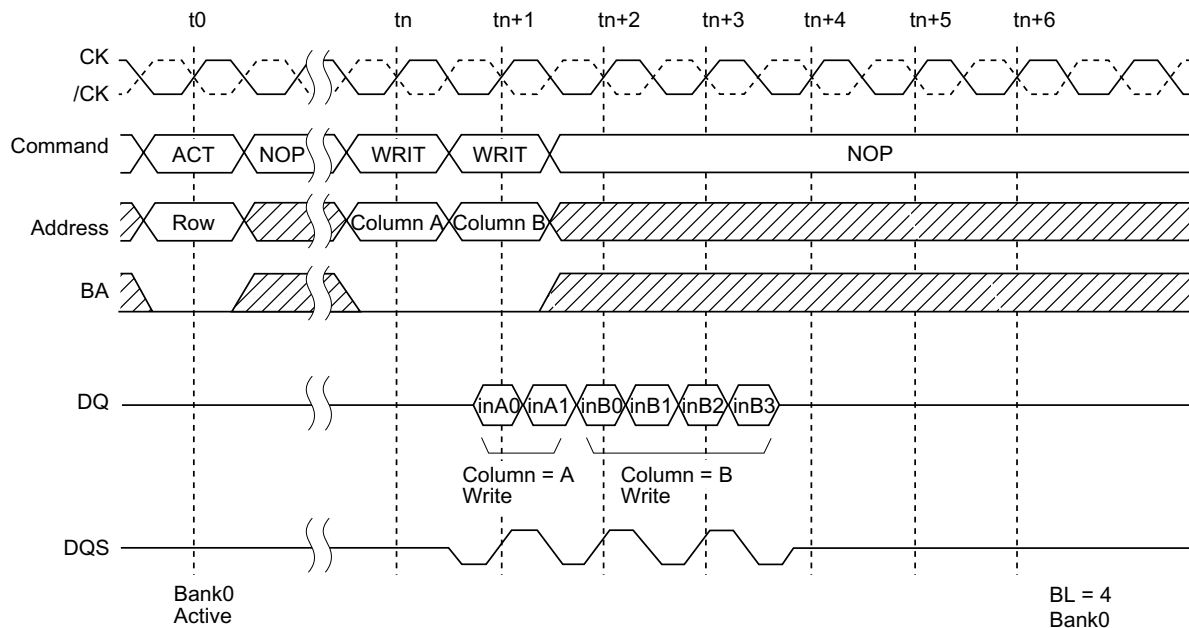 t0 tn tn+1 tn+2 tn+3 tn+4 tn+5 tn+6
CK
/CK
Command ACT NOP WRIT WRIT NOP
Address Row Column A Column B
BA
DQ inA0 inA1 inB0 inB1 inB2 inB3
Column = A Column = B
Write Write
DQS
Bank0 BL = 4
Active Bank0